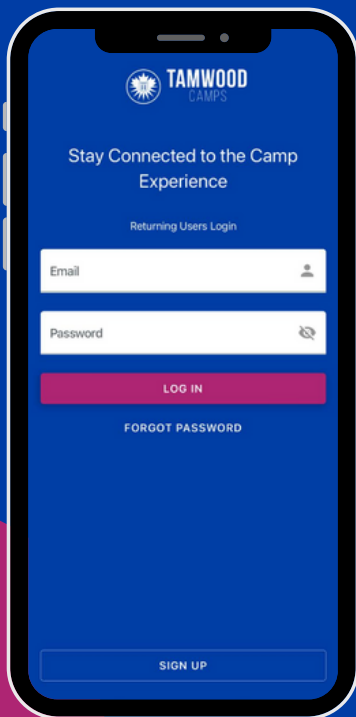 TAMWOOD
CAMPS
Stay Connected to the Camp
Experience
Returning Users Login
Email
Password
LOG IN
FORGOT PASSWORD
SIGN UP